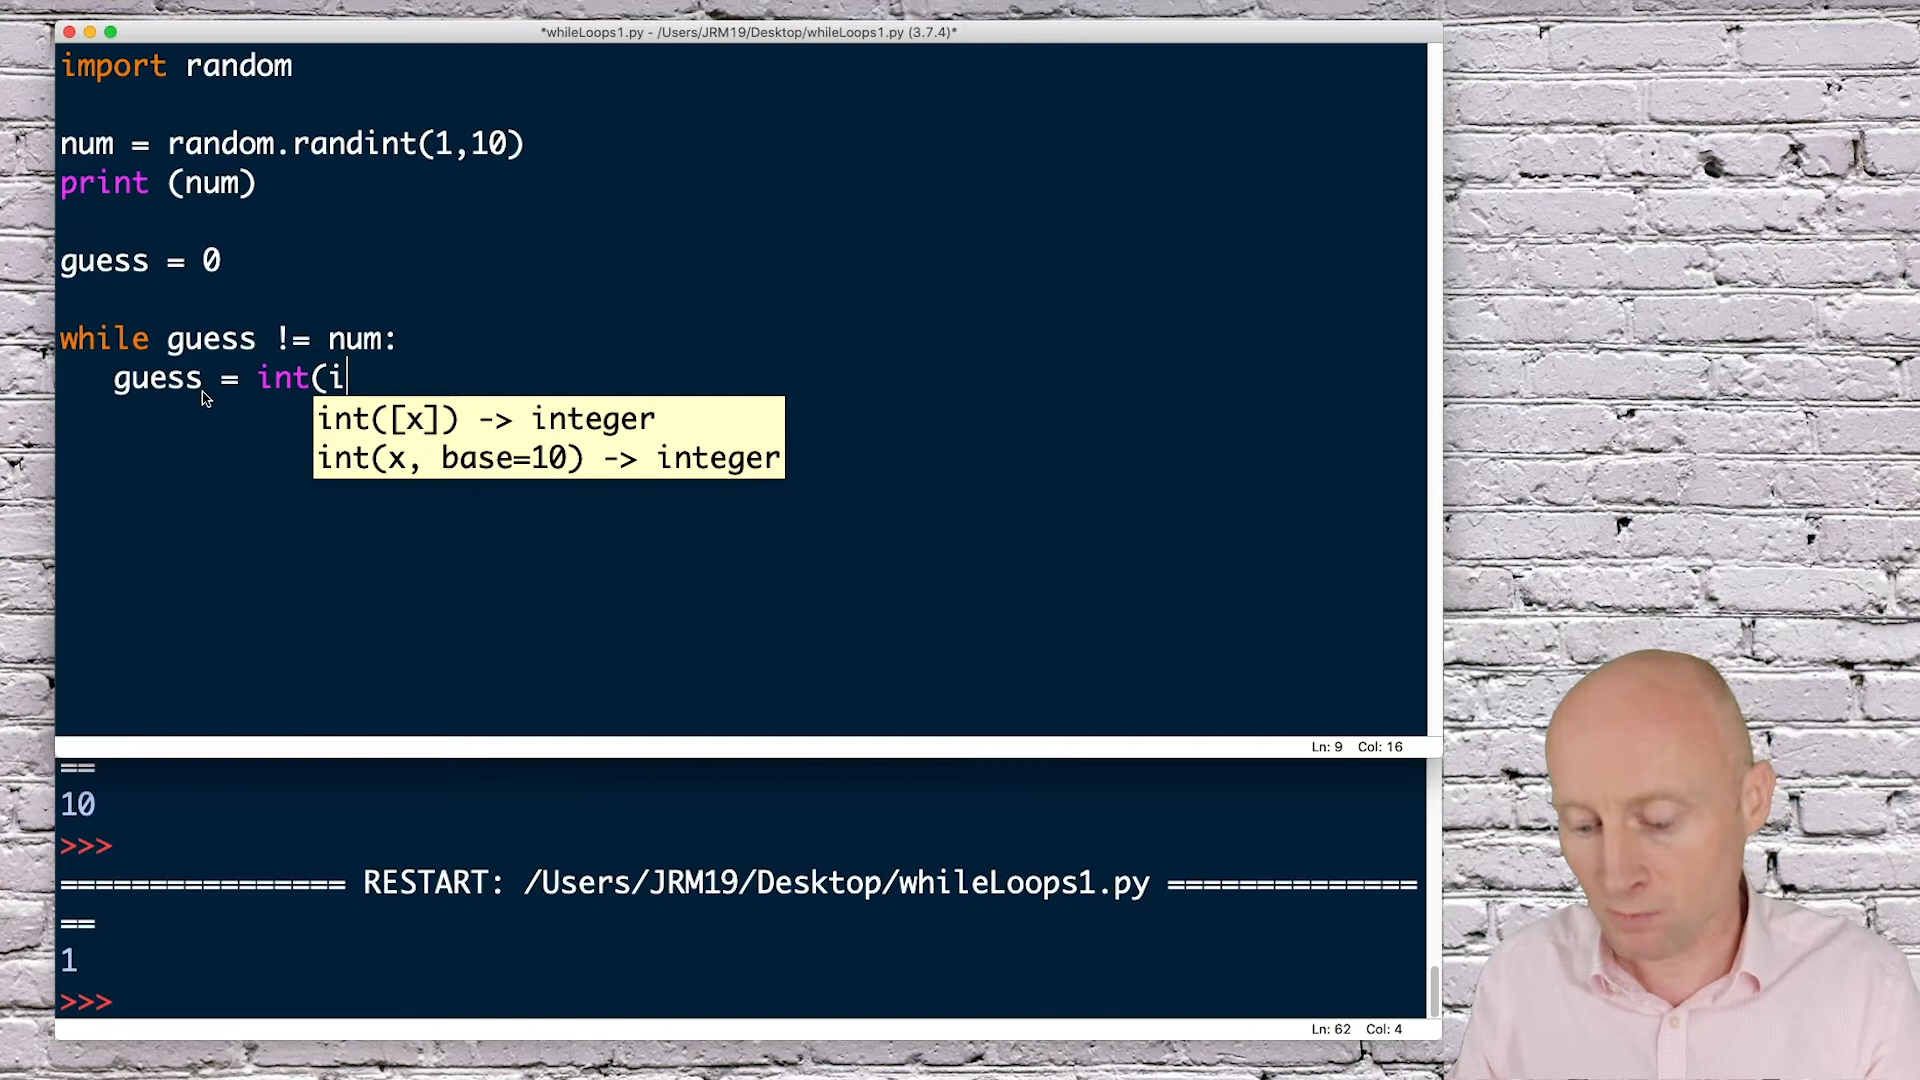 *whileLoops1.py - /Users/JRM19/Desktop/whileLoops1.py (3.7.4)*
import random
num = random.randint(1,10)
print (num)
guess = 0
while guess != num:
guess = int(i
int([x]) -> integer
int(x, base=10) -> integer
Ln: 9 Col: 16
==
10
>>>
================ RESTART: /Users/JRM19/Desktop/whileLoops1.py ==============
==
1
>>>
Ln: 62 Col: 4